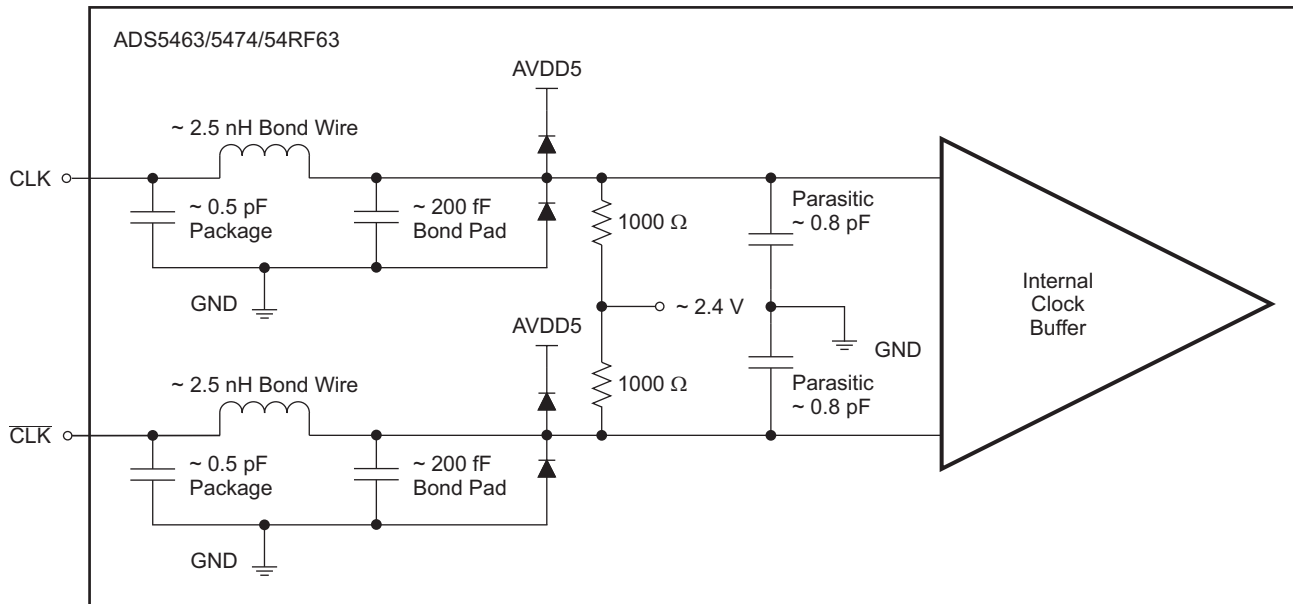 ADS5463/5474/54RF63
AVDD5
~ 2.5 nH Bond Wire
CLK
~ 0.5 pF
Package
~ 200 fF
Bond Pad
1000 Ω
Parasitic
~ 0.8 pF
GND
~ 2.4 V
Internal
Clock
Buffer
AVDD5
GND
~ 2.5 nH Bond Wire
1000 Ω
Parasitic
~ 0.8 pF
C̅L̅K̅
~ 0.5 pF
Package
~ 200 fF
Bond Pad
GND